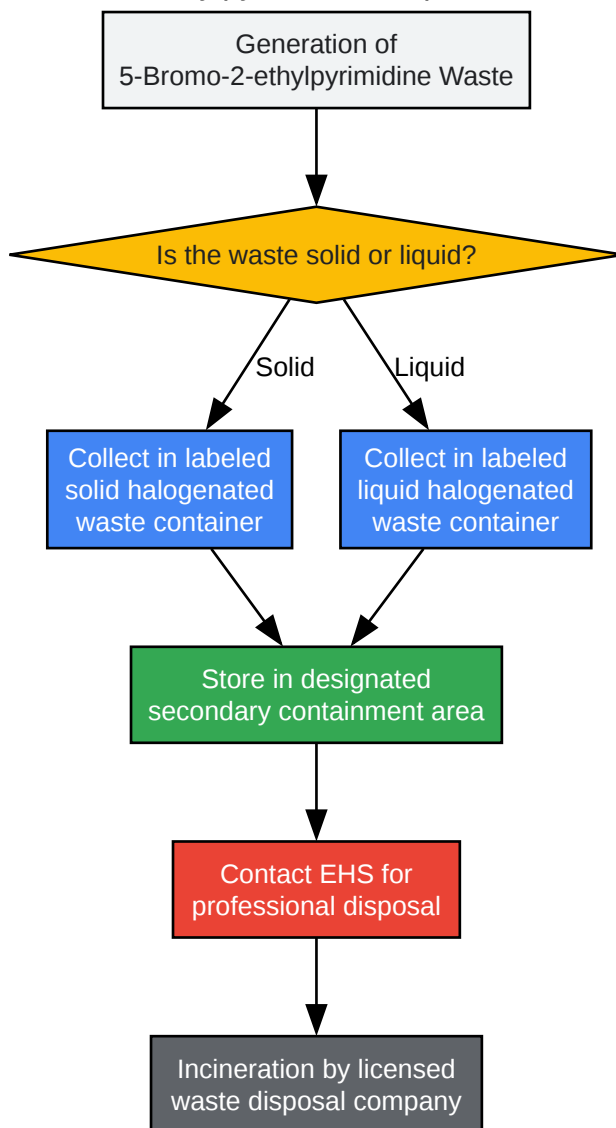 Generation of
5-Bromo-2-ethylpyrimidine Waste
Is the waste solid or liquid?
Solid
Liquid
Collect in labeled
solid halogenated
waste container
Collect in labeled
liquid halogenated
waste container
Store in designated
secondary containment area
Contact EHS for
professional disposal
Incineration by licensed
waste disposal company